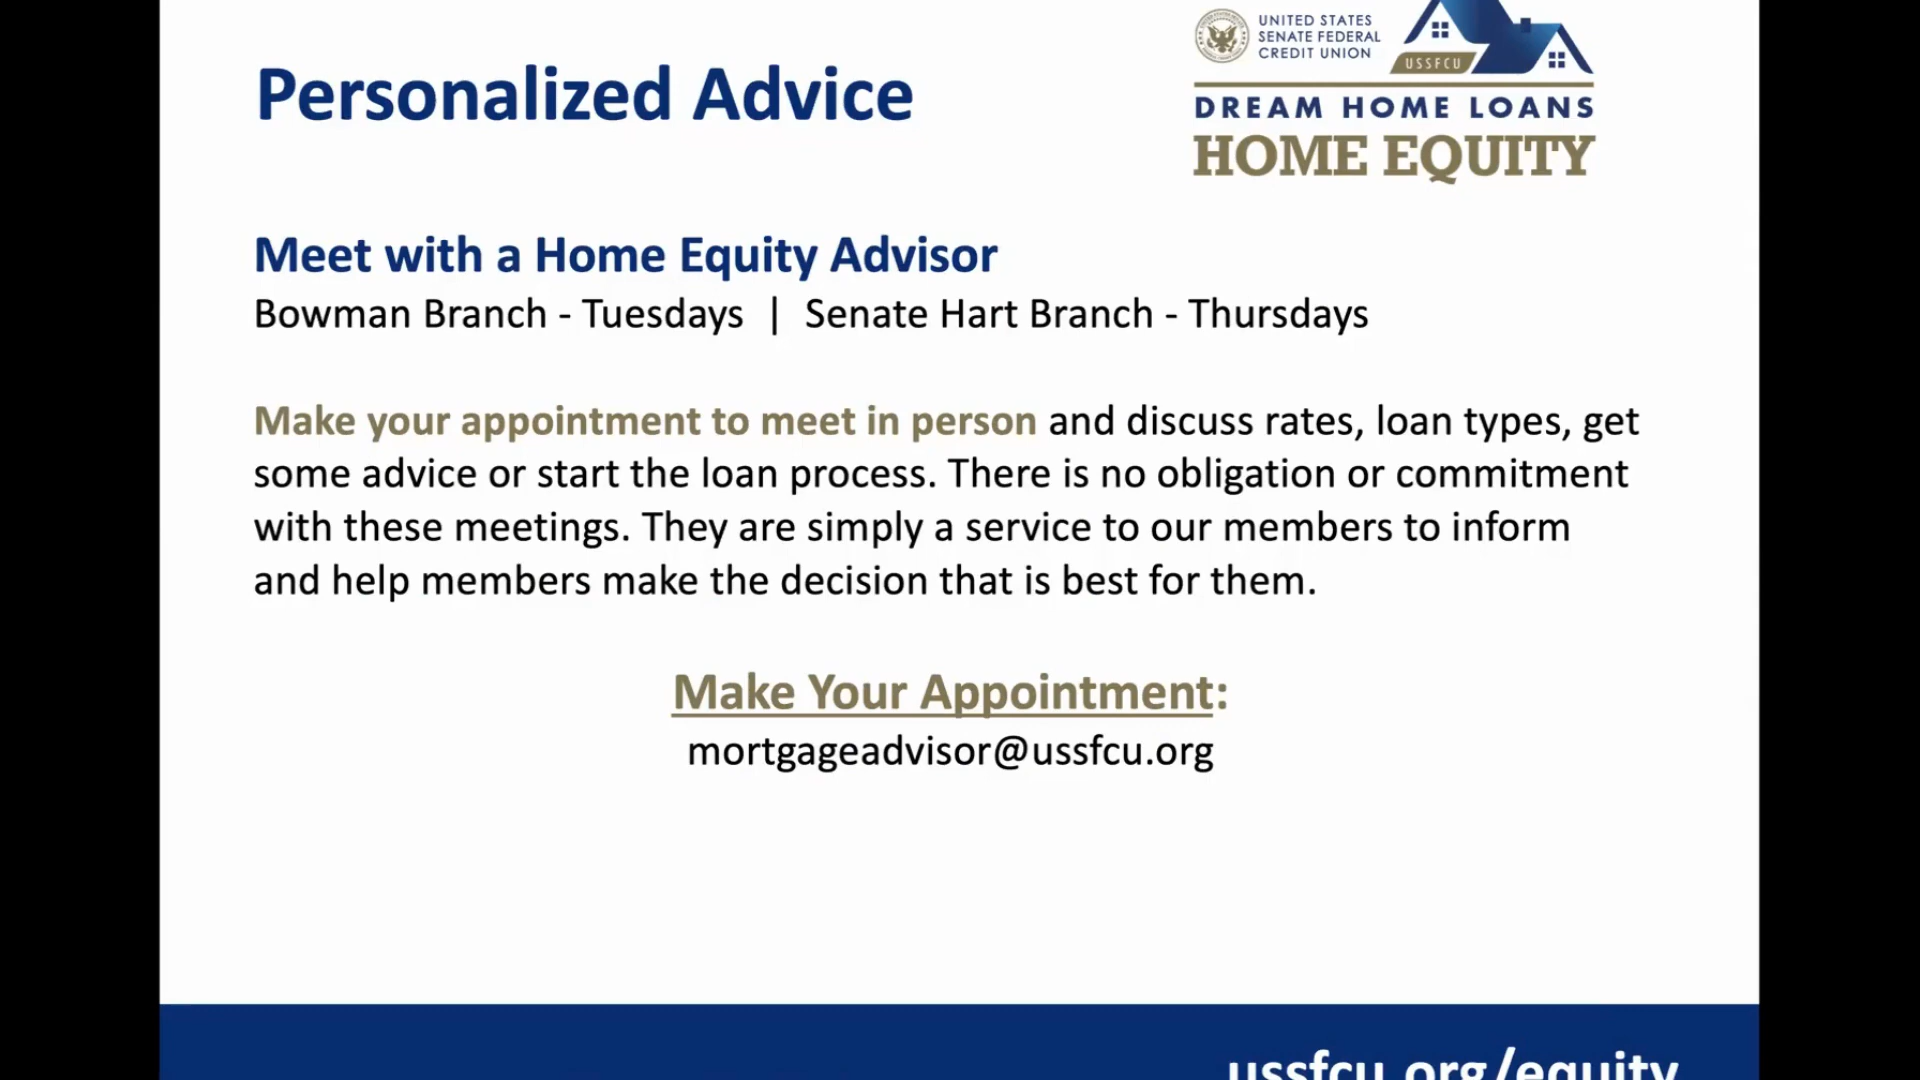 UNITED STATES
SENATE FEDERAL
CREDIT UNION
USSFCU
DREAM HOME LOANS
HOME EQUITY
Personalized Advice
Meet with a Home Equity Advisor
Bowman Branch - Tuesdays | Senate Hart Branch - Thursdays
Make your appointment to meet in person and discuss rates, loan types, get
some advice or start the loan process. There is no obligation or commitment
with these meetings. They are simply a service to our members to inform
and help members make the decision that is best for them.
Make Your Appointment:
mortgageadvisor@ussfcu.org
ussfcu.org/equity